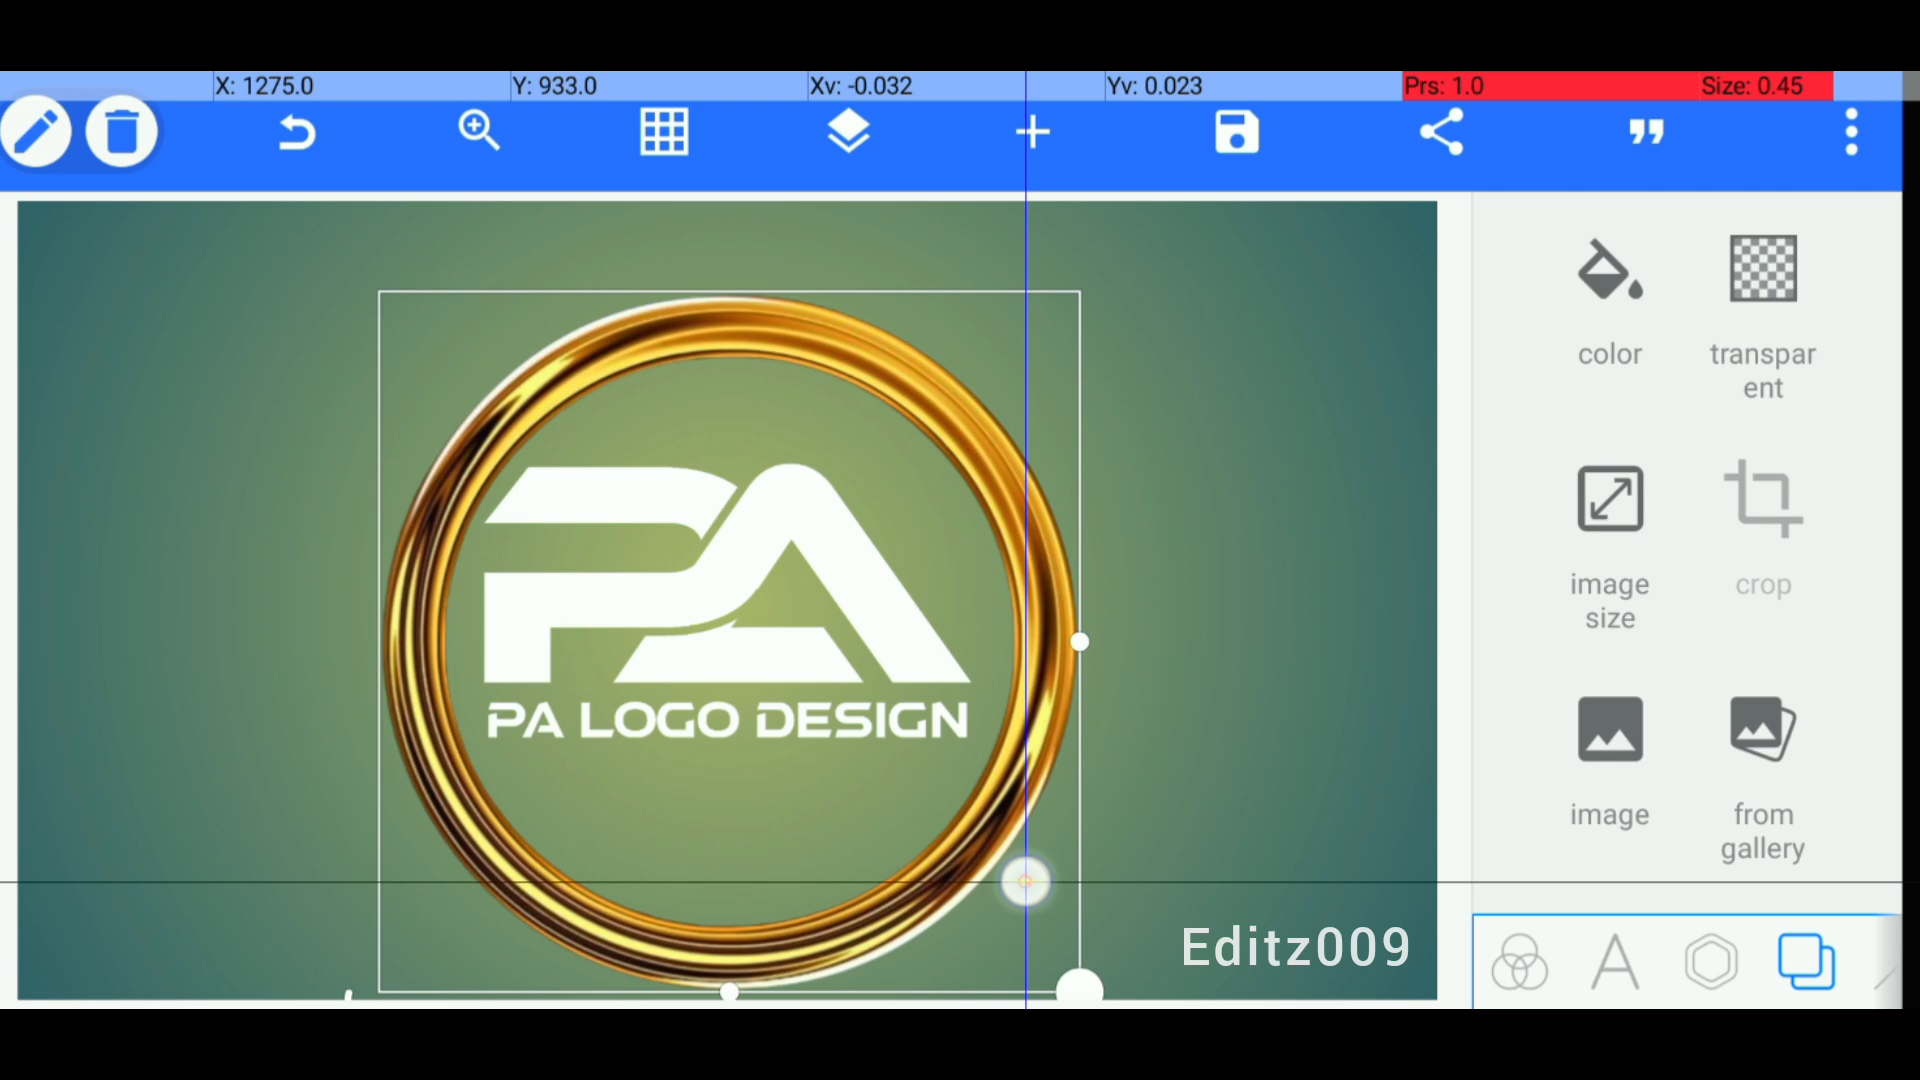 X: 1275.0
Y: 933.0
Xv: -0.032
Yv: 0.023
Prs: 1.0
Size: 0.45
color
transpar
ent
image
size
crop
image
from
gallery
PA
PA LOGO DESIGN
Editz009
A